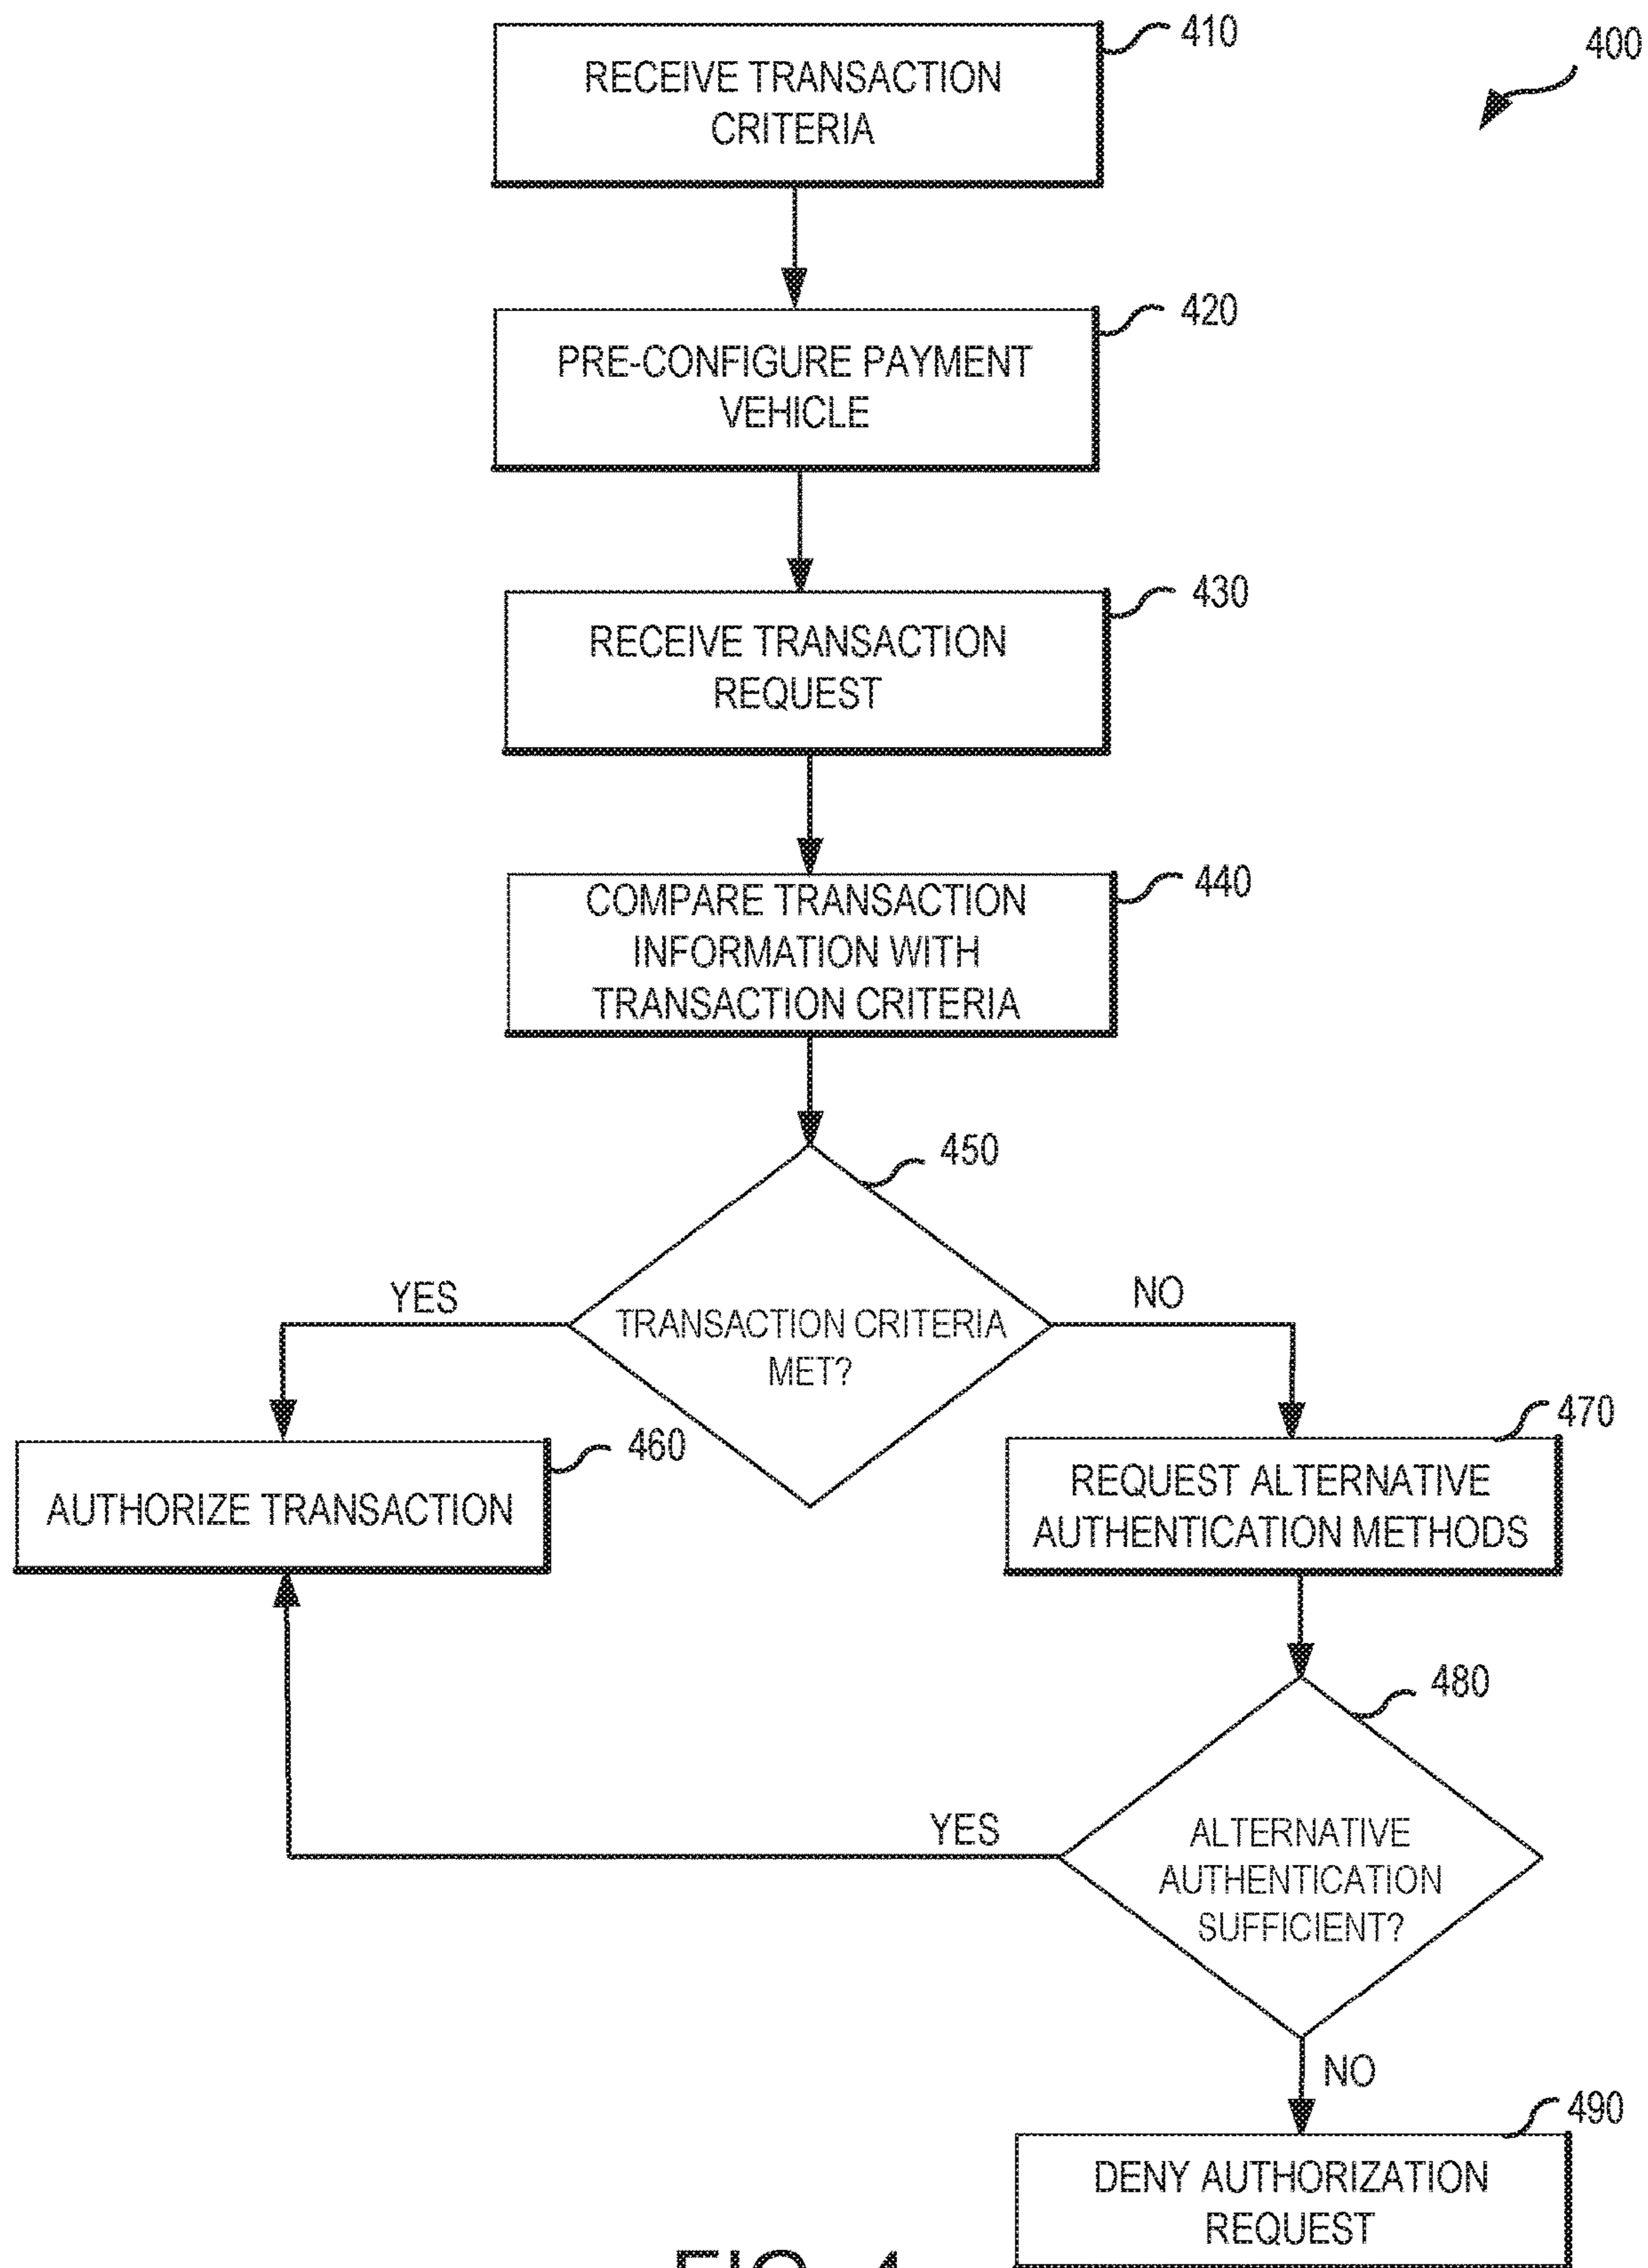 410
400
RECEIVE TRANSACTION
CRITERIA
420
PRE-CONFIGURE PAYMENT
VEHICLE
430
RECEIVE TRANSACTION
REQUEST
440
COMPARE TRANSACTION
INFORMATION WITH
TRANSACTION CRITERIA
450
YES
NO
TRANSACTION CRITERIA
MET?
460
470
AUTHORIZE TRANSACTION
REQUEST ALTERNATIVE
AUTHENTICATION METHODS
480
YES
ALTERNATIVE
AUTHENTICATION
SUFFICIENT?
NO
490
DENY AUTHORIZATION
REQUEST
FIG. 4